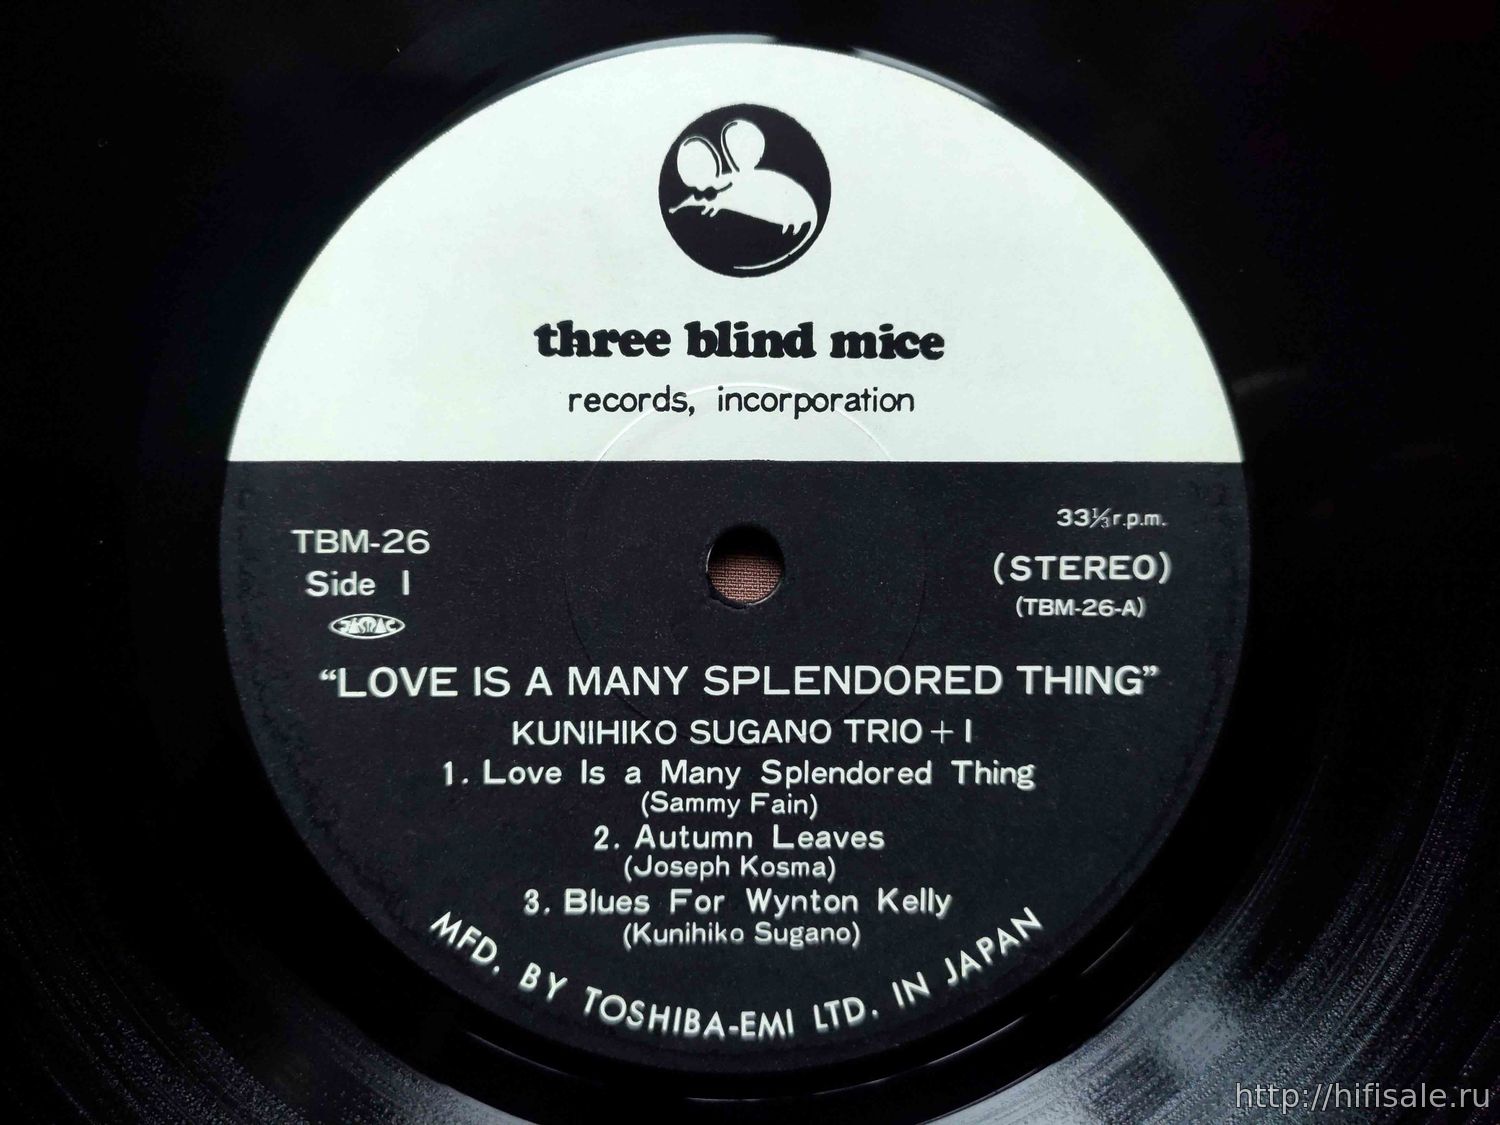 three blind mice
records, incorporation
33⅓ r.p.m.
TBM-26
(STEREO)
Side 1
(TBM-26-A)
JASRAC
“LOVE IS A MANY SPLENDORED THING”
KUNIHIKO SUGANO TRIO + 1
1. Love Is a Many Splendored Thing
(Sammy Fain)
2. Autumn Leaves
(Joseph Kosma)
3. Blues For Wynton Kelly
(Kunihiko Sugano)
MFD. BY TOSHIBA-EMI LTD. IN JAPAN
http://hifisale.ru